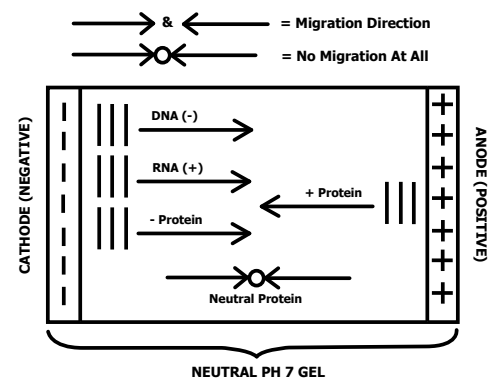 & = Migration Direction
= No Migration At All
CATHODE (NEGATIVE)
DNA (-)
RNA (+)
+ Protein
- Protein
Neutral Protein
ANODE (POSITIVE)
NEUTRAL PH 7 GEL